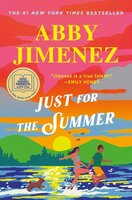 THE #1 NEW YORK TIMES BESTSELLER
ABBY
JIMENEZ
"Jimenez is a true talent!"
—EMILY HENRY
JUST FOR
THE SUMMER